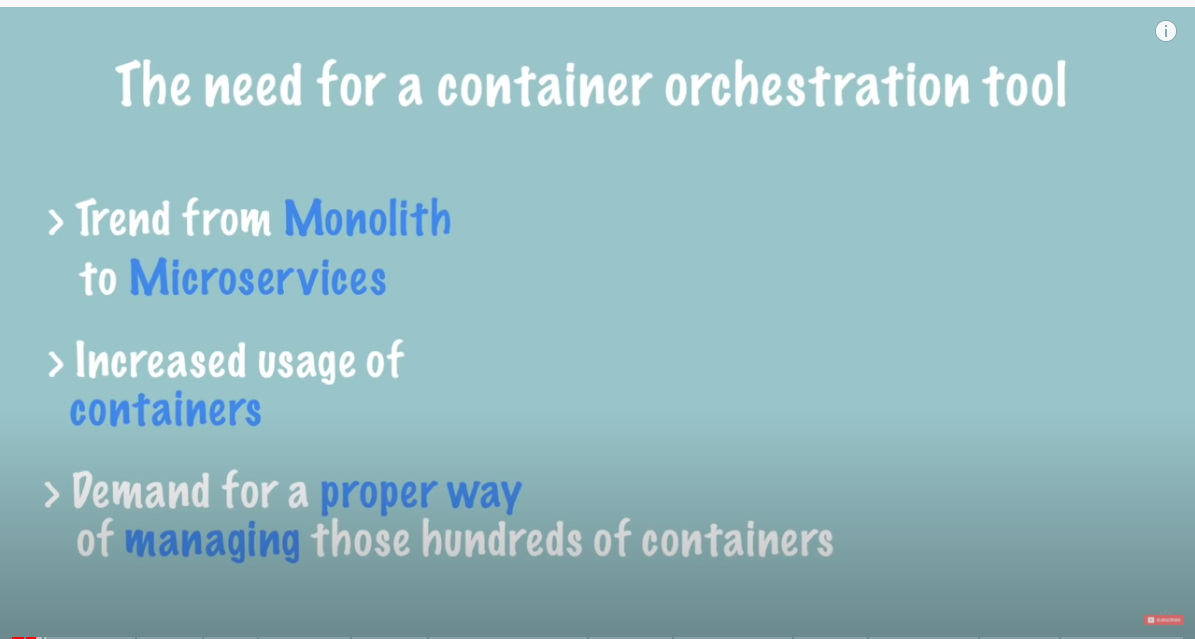 The need for a container orchestration tool
> Trend from Monolith
to Microservices
> Increased usage of
containers
> Demand for a proper way
of managing those hundreds of containers
SUBSCRIBE